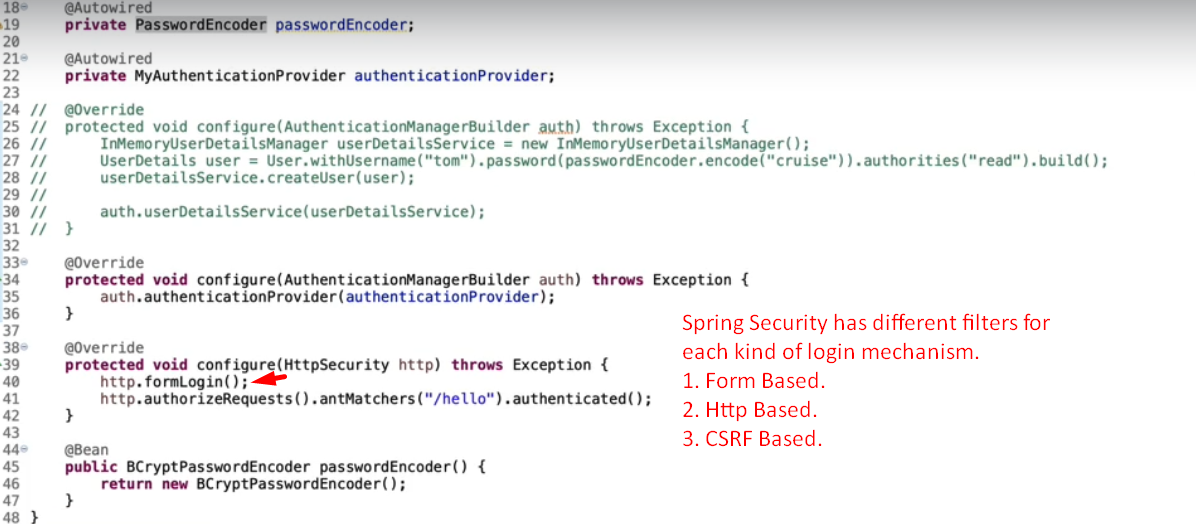 18 @Autowired
19 private PasswordEncoder passwordEncoder;
20
21 @Autowired
22 private MyAuthenticationProvider authenticationProvider;
23
24 // @Override
25 // protected void configure(AuthenticationManagerBuilder auth) throws Exception {
26 // InMemoryUserDetailsManager userDetailsService = new InMemoryUserDetailsManager();
27 // UserDetails user = User.withUsername("tom").password(passwordEncoder.encode("cruise")).authorities("read").build();
28 // userDetailsService.createUser(user);
29 //
30 // auth.userDetailsService(userDetailsService);
31 // }
32
33 @Override
34 protected void configure(AuthenticationManagerBuilder auth) throws Exception {
35 auth.authenticationProvider(authenticationProvider);
36 }
37
38 @Override
39 protected void configure(HttpSecurity http) throws Exception {
40 http.formLogin();
41 http.authorizeRequests().antMatchers("/hello").authenticated();
42 }
43
44 @Bean
45 public BCryptPasswordEncoder passwordEncoder() {
46 return new BCryptPasswordEncoder();
47 }
48 }
Spring Security has different filters for
each kind of login mechanism.
1. Form Based.
2. Http Based.
3. CSRF Based.